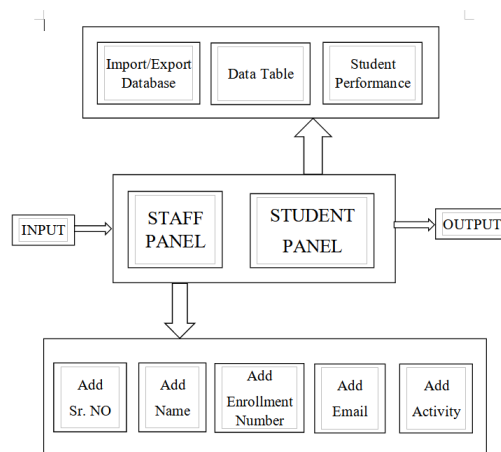 Import/Export
Database
Data Table
Student
Performance
INPUT
STAFF
PANEL
STUDENT
PANEL
OUTPUT
Add
Sr. NO
Add
Name
Add
Enrollment
Number
Add
Email
Add
Activity